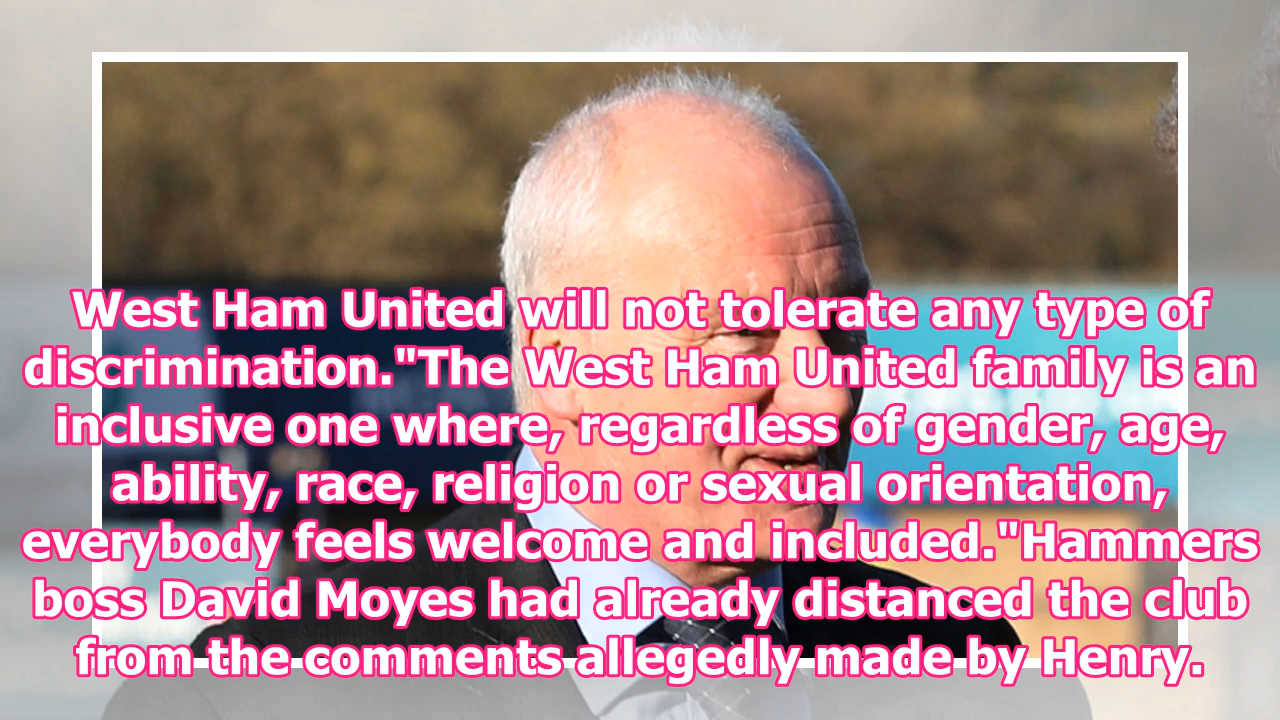 West Ham United will not tolerate any type of
discrimination."The West Ham United family is an
inclusive one where, regardless of gender, age,
ability, race, religion or sexual orientation,
everybody feels welcome and included."Hammers
boss David Moyes had already distanced the club
from the comments allegedly made by Henry.